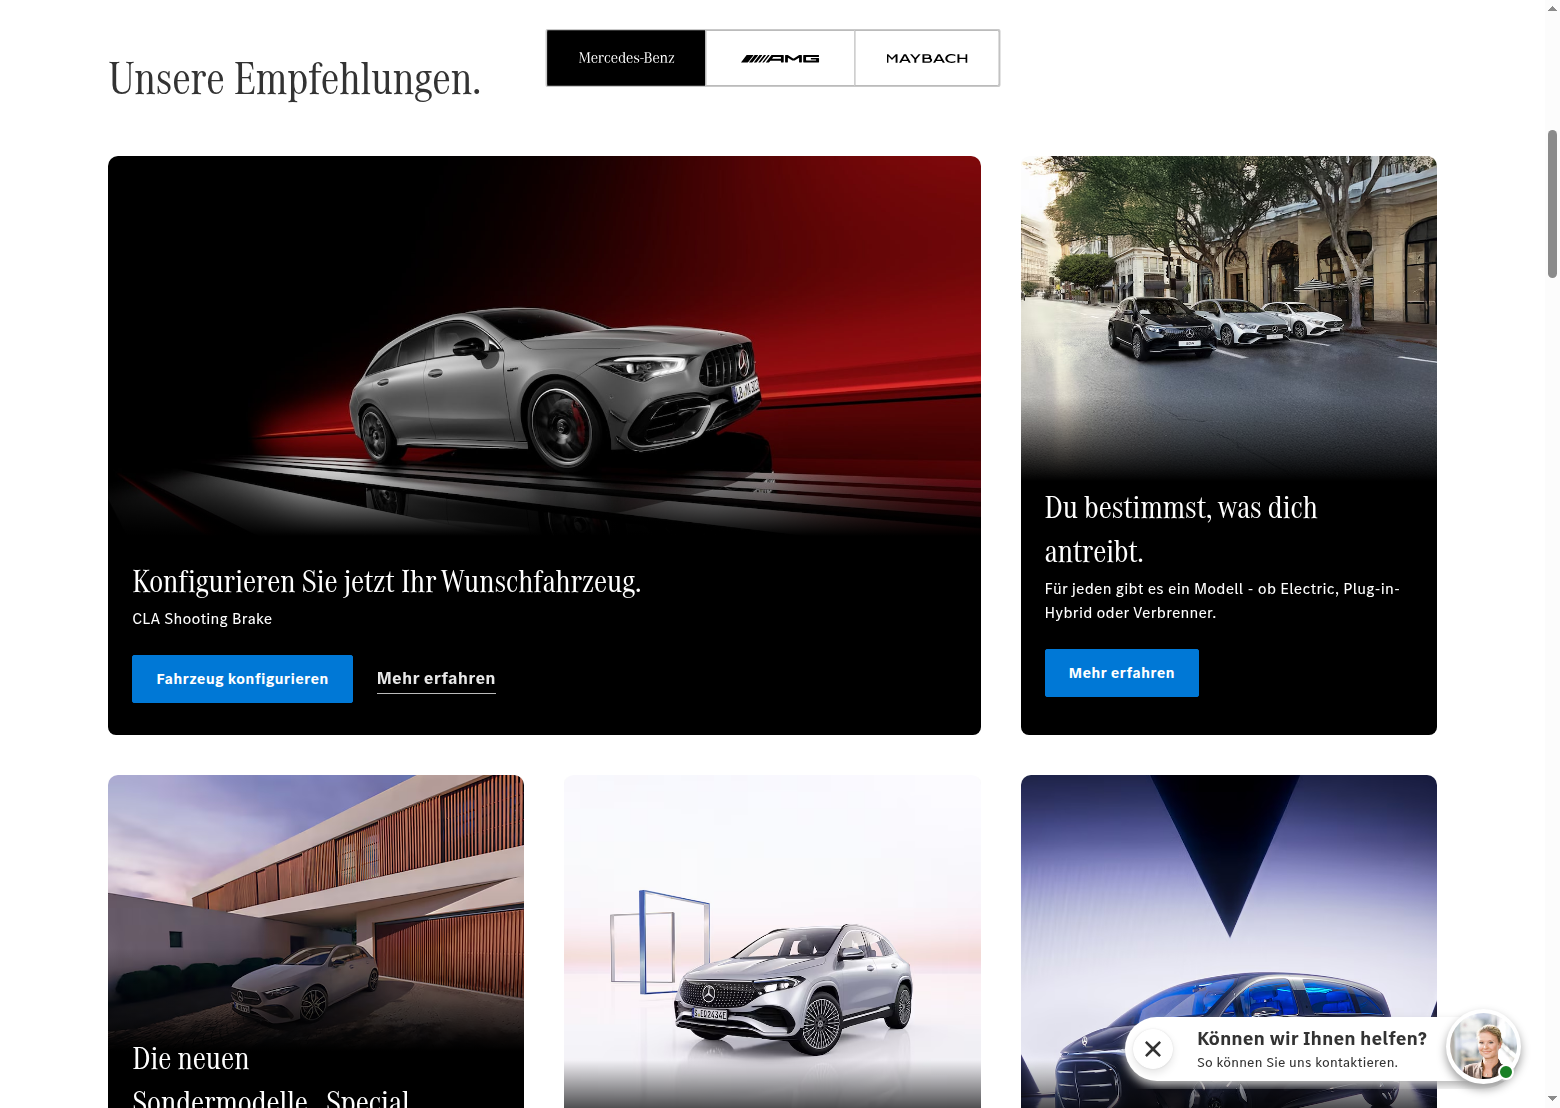 Unsere Empfehlungen.
Mercedes-Benz
AMG
MAYBACH
Konfigurieren Sie jetzt Ihr Wunschfahrzeug.
CLA Shooting Brake
Fahrzeug konfigurieren
Mehr erfahren
Du bestimmst, was dich
antreibt.
Für jeden gibt es ein Modell - ob Electric, Plug-in-
Hybrid oder Verbrenner.
Mehr erfahren
Die neuen
Sondermodelle „Special
Können wir Ihnen helfen?
So können Sie uns kontaktieren.